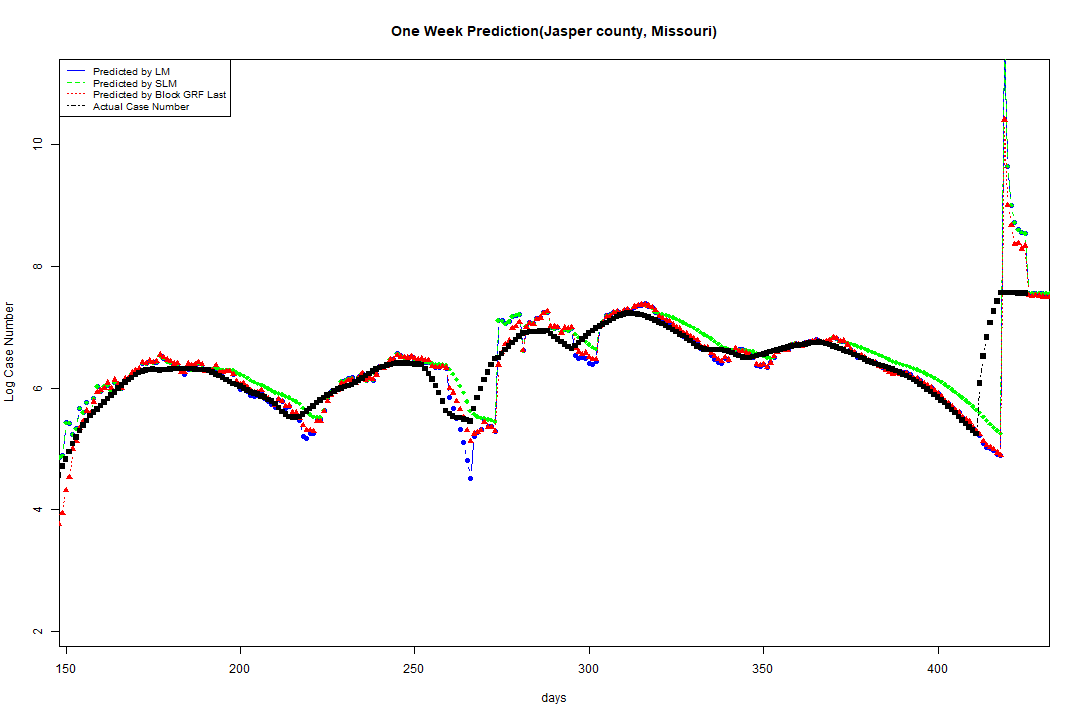 One Week Prediction(Jasper county, Missouri)
Predicted by LM
Predicted by SLM
Predicted by Block GRF Last
Actual Case Number
10
8
6
4
2
Log Case Number
150 200 250 300 350 400
days